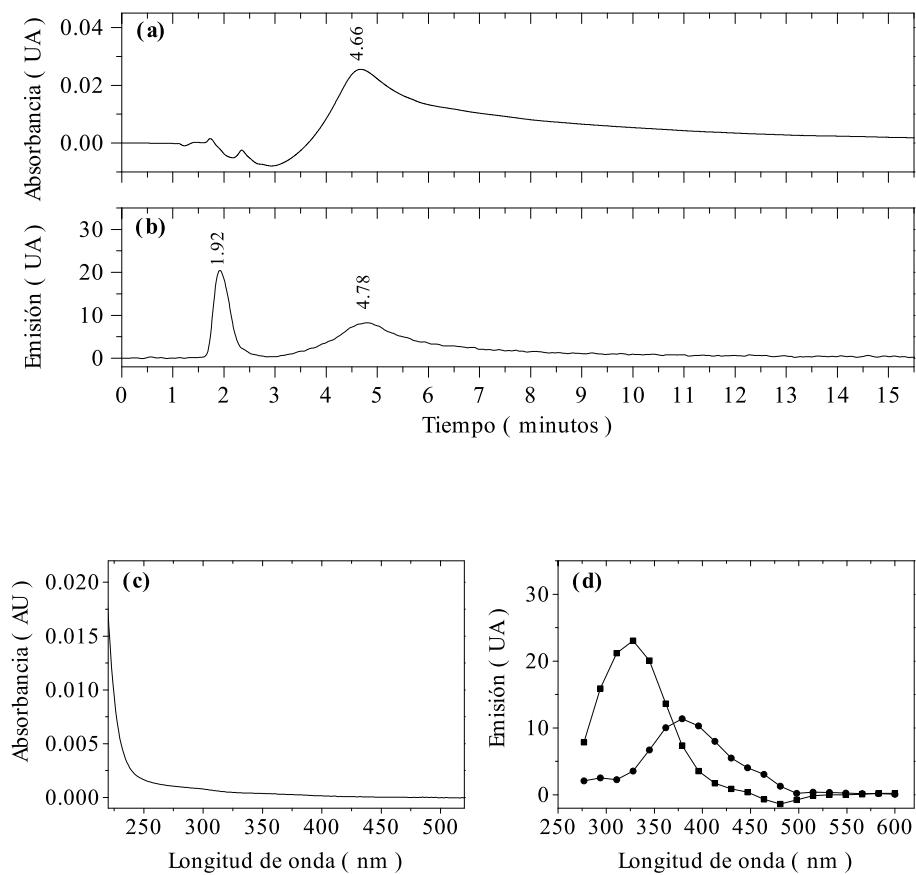 (a)
Absorbancia ( UA )
0.04
0.02
0.00
4.66
(b)
Emisión ( UA )
30
20
10
0
1.92
4.78
0 1 2 3 4 5 6 7 8 9 10 11 12 13 14 15
Tiempo ( minutos )
(c)
Absorbancia ( AU )
0.020
0.015
0.010
0.005
0.000
250 300 350 400 450 500
Longitud de onda ( nm )
(d)
Emisión ( UA )
30
20
10
0
250 300 350 400 450 500 550 600
Longitud de onda ( nm )